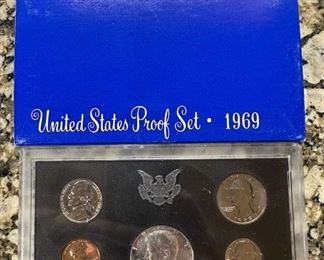 United States Proof Set • 1969